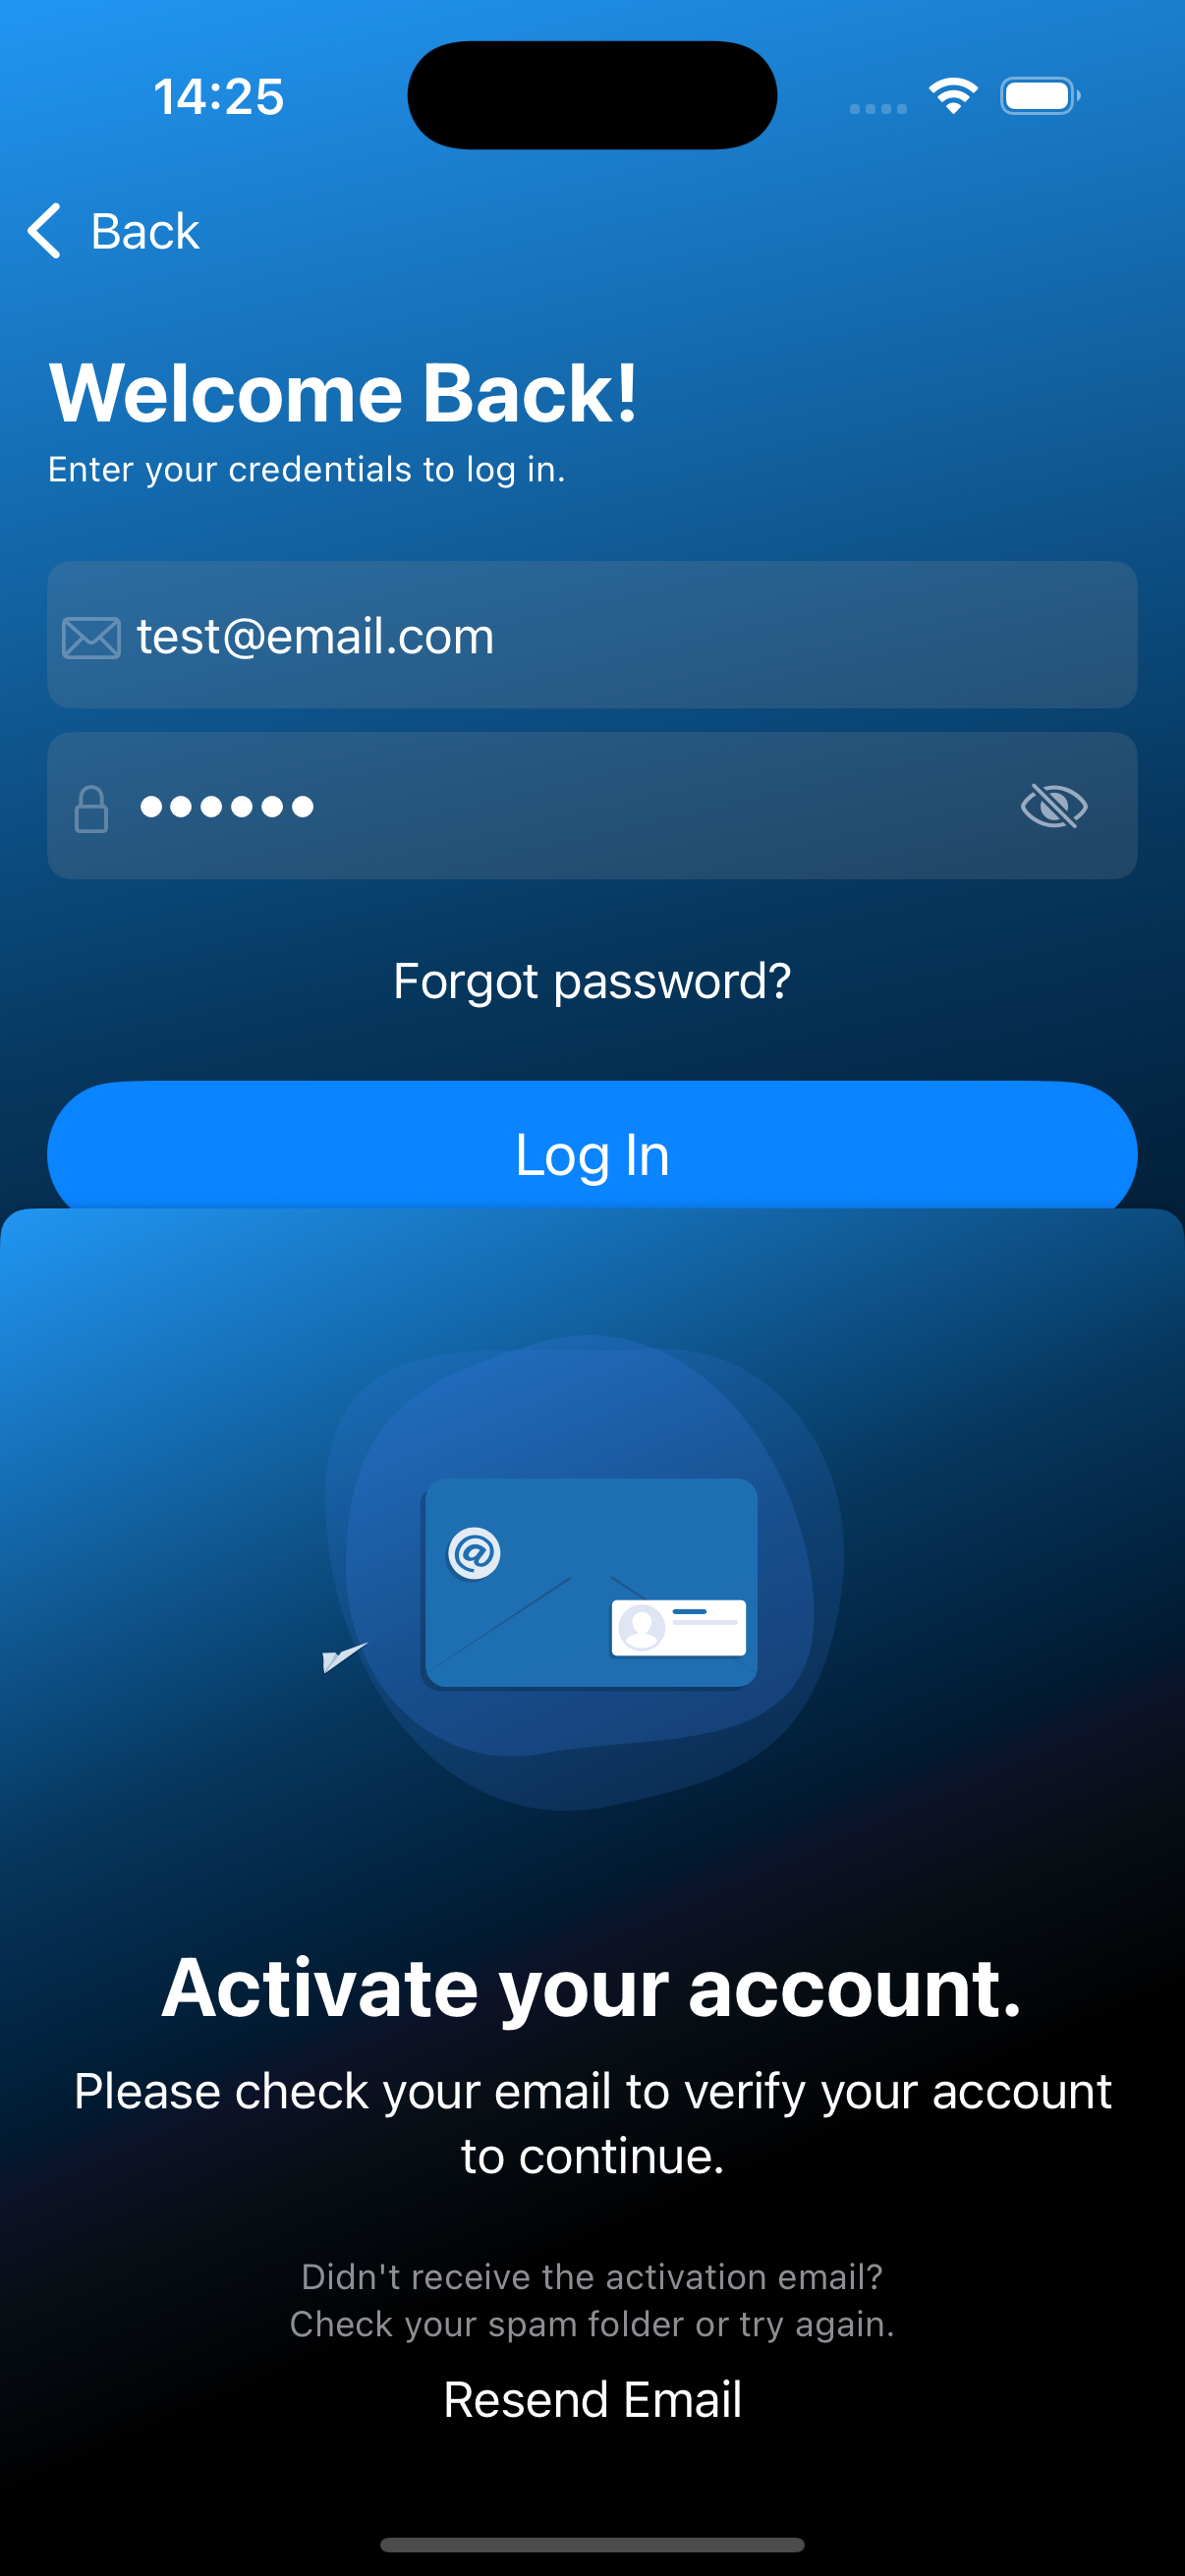 14:25
Back
Welcome Back!
Enter your credentials to log in.
test@email.com
••••••
Forgot password?
Log In
@
Activate your account.
Please check your email to verify your account
to continue.
Didn't receive the activation email?
Check your spam folder or try again.
Resend Email